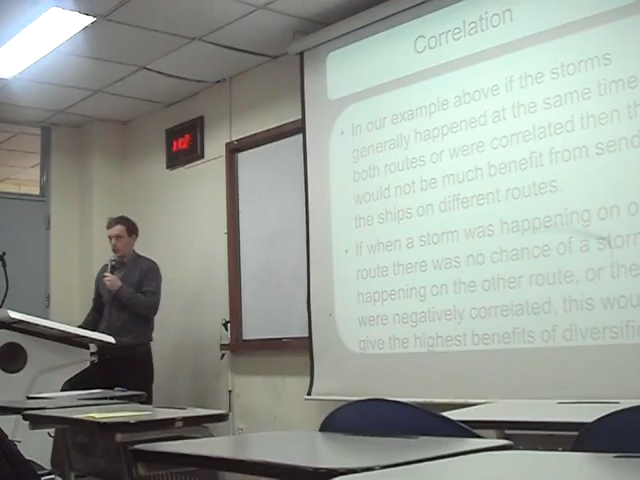 Correlation
• In our example above if the storms
generally happened at the same time
both routes or were correlated then th
would not be much benefit from send
the ships on different routes.
• If when a storm was happening on o
route there was no chance of a storm
happening on the other route, or the
were negatively correlated, this wou
give the highest benefits of diversifi